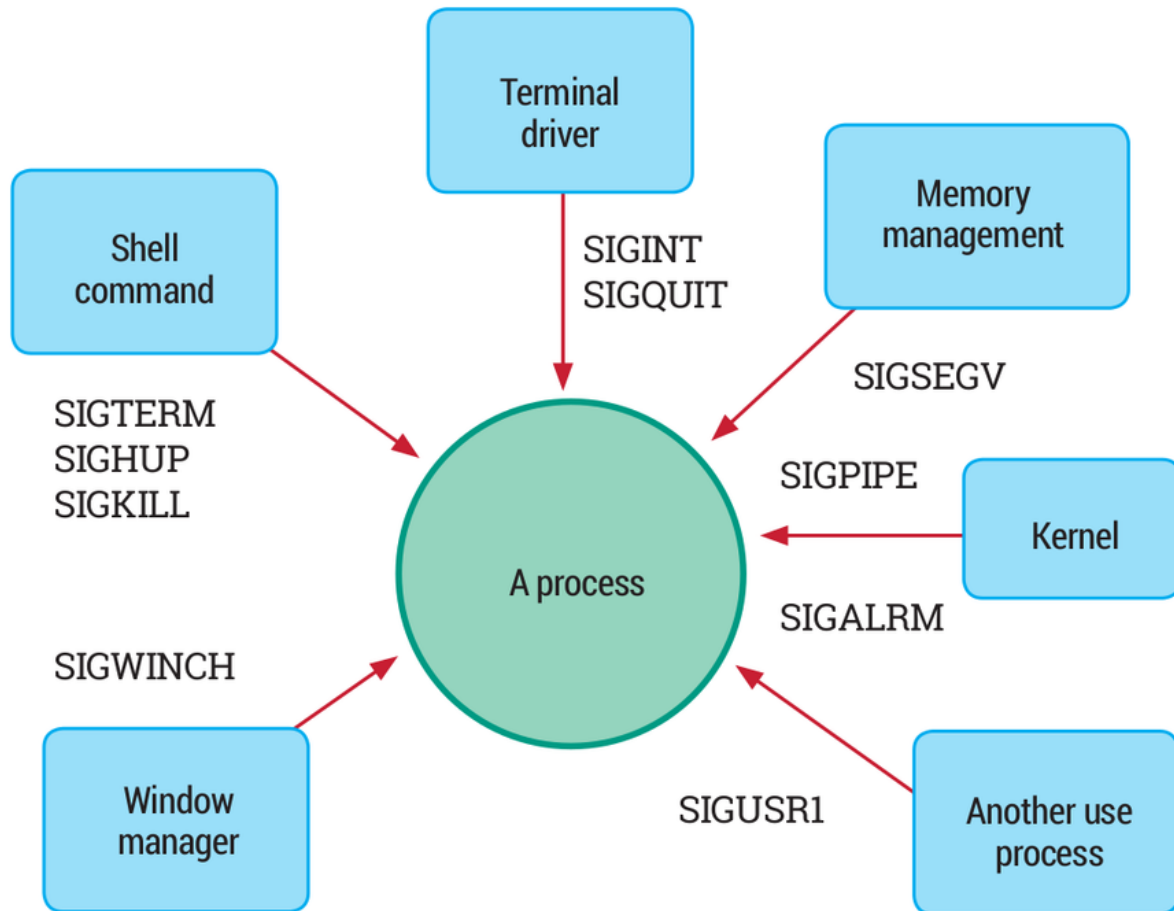 Terminal
driver
Memory
management
Shell
command
SIGINT
SIGQUIT
SIGSEGV
SIGTERM
SIGHUP
SIGKILL
SIGPIPE
Kernel
A process
SIGALRM
SIGWINCH
Window
manager
SIGUSR1
Another use
process